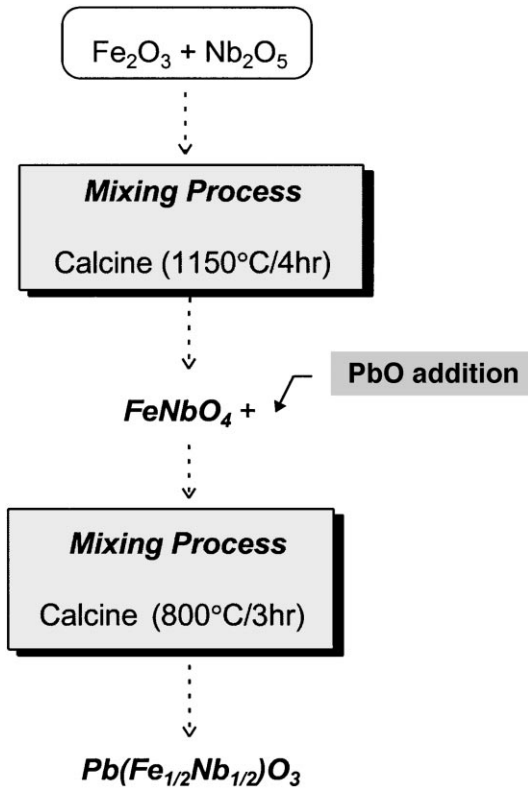 Fe₂O₃ + Nb₂O₅
Mixing Process
Calcine (1150°C/4hr)
PbO addition
FeNbO₄ +
Mixing Process
Calcine (800°C/3hr)
Pb(Fe₁/₂Nb₁/₂)O₃